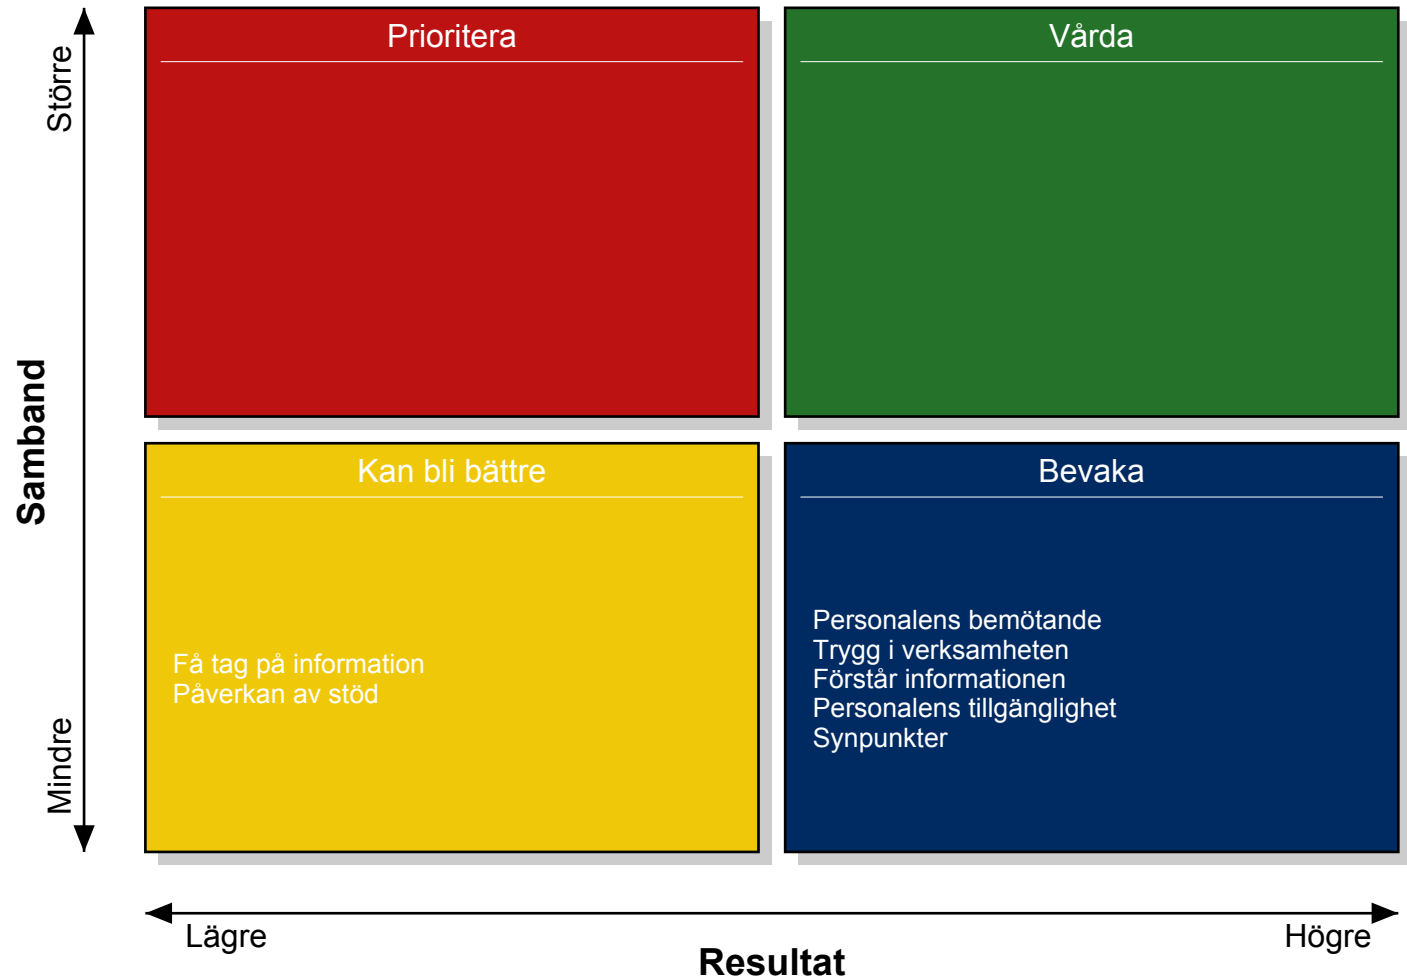 Större
Samband
Mindre
Prioritera
Vårda
Kan bli bättre
Få tag på information
Påverkan av stöd
Bevaka
Personalens bemötande
Trygg i verksamheten
Förstår informationen
Personalens tillgänglighet
Synpunkter
Lägre
Resultat
Högre